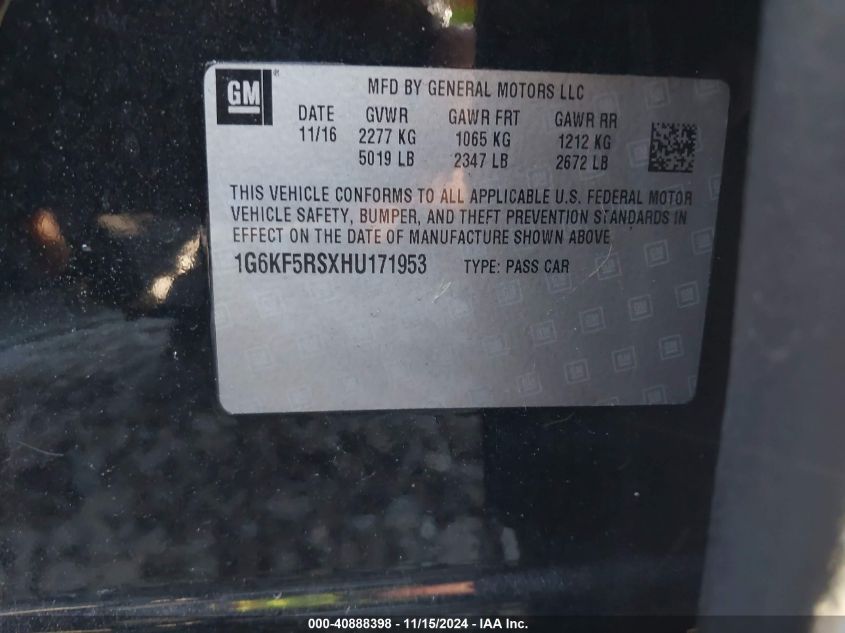 GM
MFD BY GENERAL MOTORS LLC
DATE GVWR GAWR FRT GAWR RR
11/16 2277 KG 1065 KG 1212 KG
5019 LB 2347 LB 2672 LB
THIS VEHICLE CONFORMS TO ALL APPLICABLE U.S. FEDERAL MOTOR
VEHICLE SAFETY, BUMPER, AND THEFT PREVENTION STANDARDS IN
EFFECT ON THE DATE OF MANUFACTURE SHOWN ABOVE
1G6KF5RSXHU171953 TYPE: PASS CAR
000-40888398 - 11/15/2024 - IAA Inc.